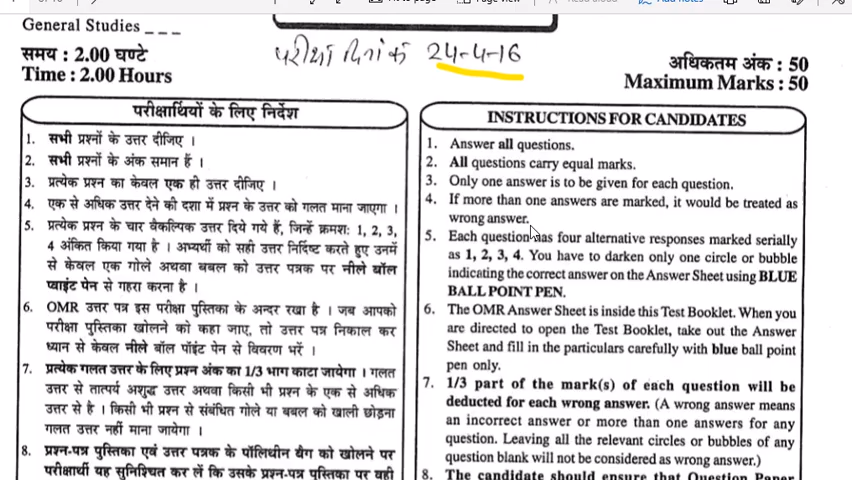 General Studies _ _ _
समय : 2.00 घण्टे
Time : 2.00 Hours
परीक्षा दिनांक 24-4-16
अधिकतम अंक : 50
Maximum Marks : 50
परीक्षार्थियों के लिए निर्देश
1. सभी प्रश्नों के उत्तर दीजिए ।
2. सभी प्रश्नों के अंक समान हैं ।
3. प्रत्येक प्रश्न का केवल एक ही उत्तर दीजिए ।
4. एक से अधिक उत्तर देने की दशा में प्रश्न के उत्तर को गलत माना जाएगा ।
5. प्रत्येक प्रश्न के चार वैकल्पिक उत्तर दिये गये हैं, जिन्हें क्रमशः 1, 2, 3,
4 अंकित किया गया है । अभ्यर्थी को सही उत्तर निर्दिष्ट करते हुए उनमें
से केवल एक गोले अथवा बबल को उत्तर पत्रक पर नीले बॉल
प्वाइंट पेन से गहरा करना है ।
6. OMR उत्तर पत्र इस परीक्षा पुस्तिका के अन्दर रखा है । जब आपको
परीक्षा पुस्तिका खोलने को कहा जाए, तो उत्तर पत्र निकाल कर
ध्यान से केवल नीले बॉल पॉइंट पेन से विवरण भरें ।
7. प्रत्येक गलत उत्तर के लिए प्रश्न अंक का 1/3 भाग काटा जायेगा । गलत
उत्तर से तात्पर्य अशुद्ध उत्तर अथवा किसी भी प्रश्न के एक से अधिक
उत्तर से है । किसी भी प्रश्न से संबंधित गोले या बबल को खाली छोड़ना
गलत उत्तर नहीं माना जायेगा ।
8. प्रश्न-पत्र पुस्तिका एवं उत्तर पत्रक के पॉलिथीन बैग को खोलने पर
परीक्षार्थी यह सुनिश्चित कर लें कि उसके प्रश्न-पत्र पुस्तिका पर वही
INSTRUCTIONS FOR CANDIDATES
1. Answer all questions.
2. All questions carry equal marks.
3. Only one answer is to be given for each question.
4. If more than one answers are marked, it would be treated as
wrong answer.
5. Each question has four alternative responses marked serially
as 1, 2, 3, 4. You have to darken only one circle or bubble
indicating the correct answer on the Answer Sheet using BLUE
BALL POINT PEN.
6. The OMR Answer Sheet is inside this Test Booklet. When you
are directed to open the Test Booklet, take out the Answer
Sheet and fill in the particulars carefully with blue ball point
pen only.
7. 1/3 part of the mark(s) of each question will be
deducted for each wrong answer. (A wrong answer means
an incorrect answer or more than one answers for any
question. Leaving all the relevant circles or bubbles of any
question blank will not be considered as wrong answer.)
8. The candidate should ensure that Question Paper